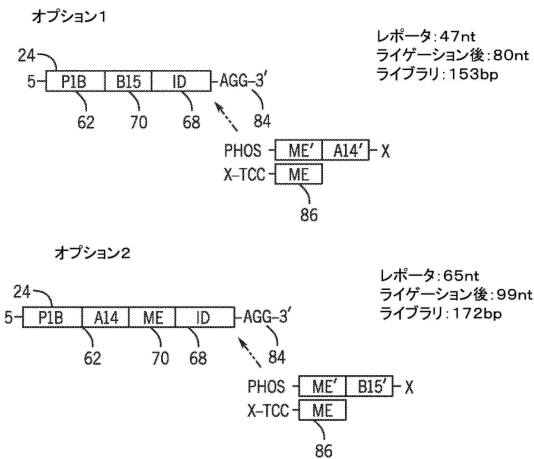 オプション1
レポータ:47nt
ライゲーション後:80nt
ライブラリ:153bp
24
5- P1B B15 ID -AGG-3′
62 70 68 84
PHOS - ME′ A14′ - X
X-TCC - ME
86
オプション2
レポータ:65nt
ライゲーション後:99nt
ライブラリ:172bp
24
5- P1B A14 ME ID -AGG-3′
62 70 68 84
PHOS - ME′ B15′ - X
X-TCC - ME
86